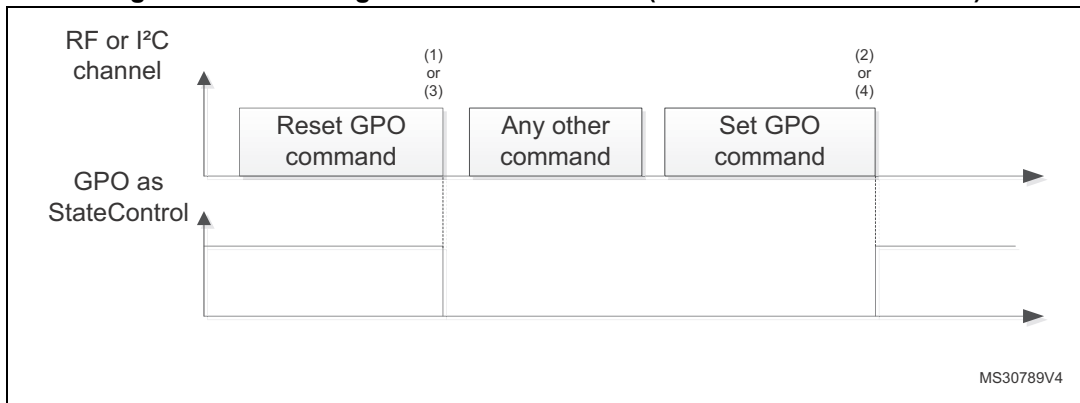 RF or I²C
channel
(1)
or
(3)
(2)
or
(4)
Reset GPO
command
Any other
command
Set GPO
command
GPO as
StateControl
MS30789V4